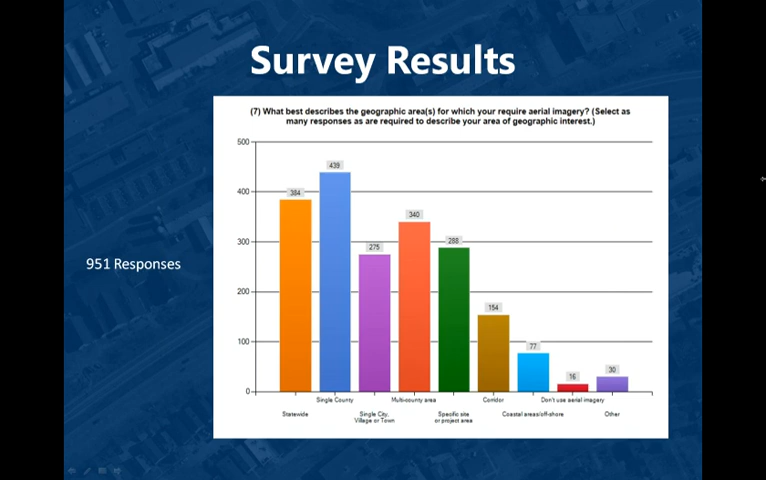 Survey Results
(7) What best describes the geographic area(s) for which your require aerial imagery? (Select as
many responses as are required to describe your area of geographic interest.)
951 Responses
500
400
300
200
100
0
384
439
275
340
288
154
77
16
30
Statewide
Single County
Single City,
Village or Town
Multi-county area
Specific site
or project area
Corridor
Coastal areas/off-shore
Don't use aerial imagery
Other